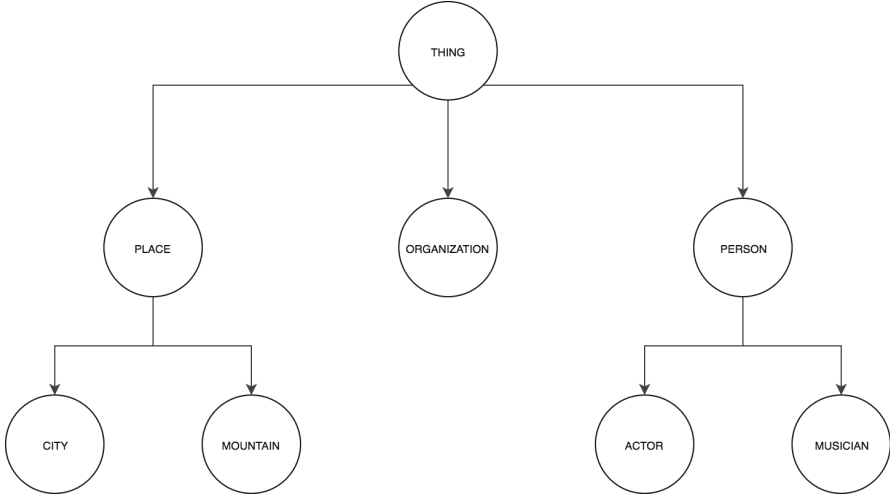 THING
PLACE
ORGANIZATION
PERSON
CITY
MOUNTAIN
ACTOR
MUSICIAN